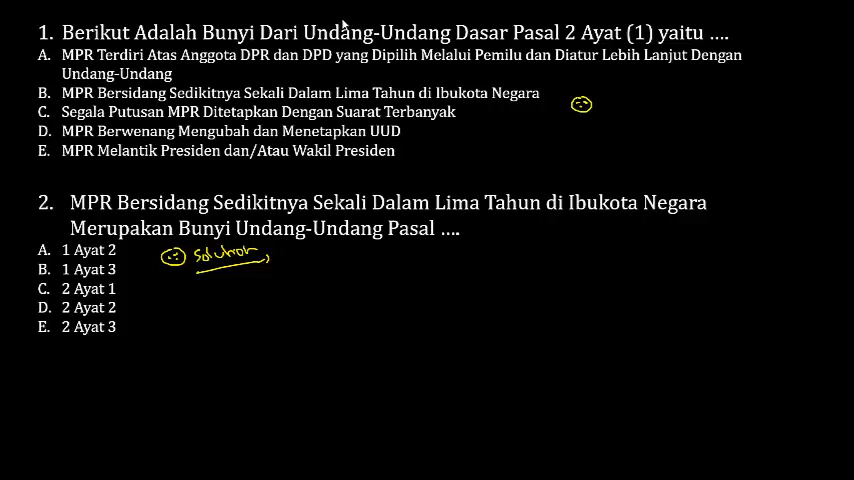 1. Berikut Adalah Bunyi Dari Undang-Undang Dasar Pasal 2 Ayat (1) yaitu ....
A. MPR Terdiri Atas Anggota DPR dan DPD yang Dipilih Melalui Pemilu dan Diatur Lebih Lanjut Dengan
Undang-Undang
B. MPR Bersidang Sedikitnya Sekali Dalam Lima Tahun di Ibukota Negara
C. Segala Putusan MPR Ditetapkan Dengan Suarat Terbanyak
D. MPR Berwenang Mengubah dan Menetapkan UUD
E. MPR Melantik Presiden dan/Atau Wakil Presiden
2. MPR Bersidang Sedikitnya Sekali Dalam Lima Tahun di Ibukota Negara
Merupakan Bunyi Undang-Undang Pasal ....
A. 1 Ayat 2
Solution,
B. 1 Ayat 3
C. 2 Ayat 1
D. 2 Ayat 2
E. 2 Ayat 3